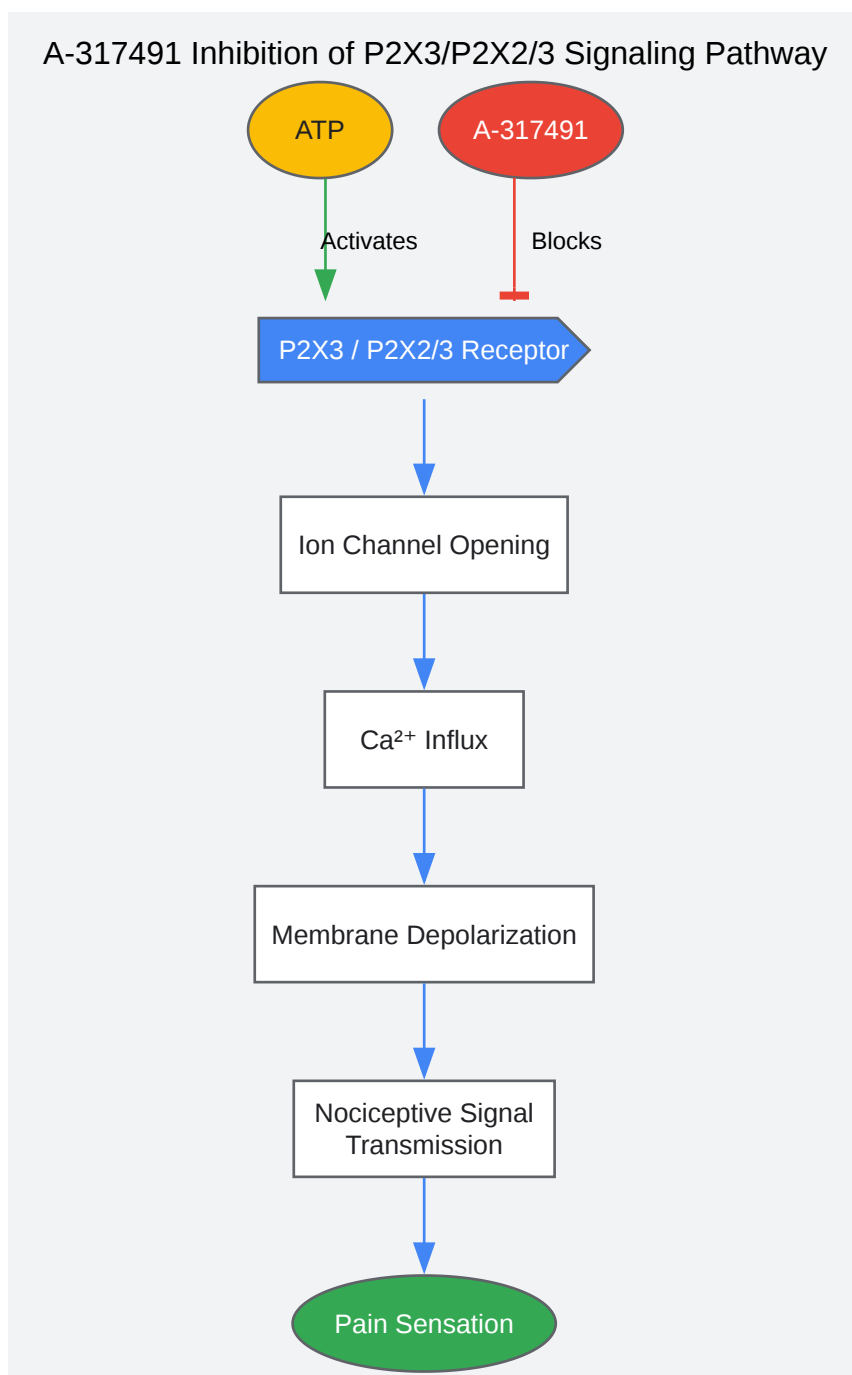 A-317491 Inhibition of P2X3/P2X2/3 Signaling Pathway
ATP
A-317491
Activates
Blocks
P2X3 / P2X2/3 Receptor
Ion Channel Opening
Ca²⁺ Influx
Membrane Depolarization
Nociceptive Signal
Transmission
Pain Sensation